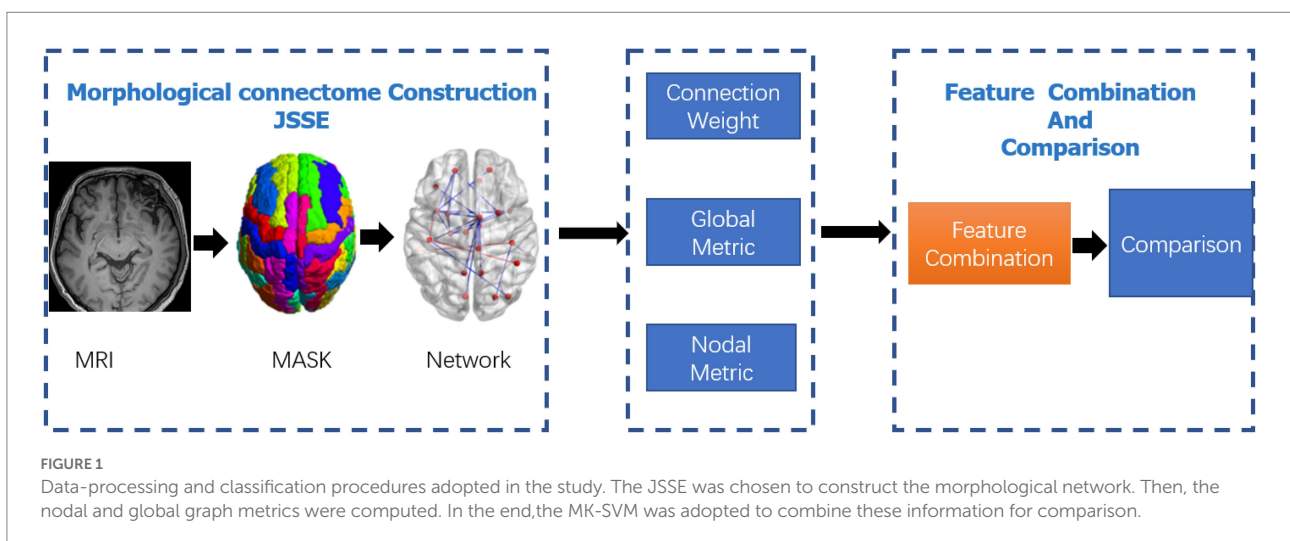 Morphological connectome Construction
JSSE
MRI
MASK
Network
Connection
Weight
Global
Metric
Nodal
Metric
Feature Combination
And
Comparison
Feature
Combination
Comparison
FIGURE 1
Data-processing and classification procedures adopted in the study. The JSSE was chosen to construct the morphological network. Then, the
nodal and global graph metrics were computed. In the end,the MK-SVM was adopted to combine these information for comparison.